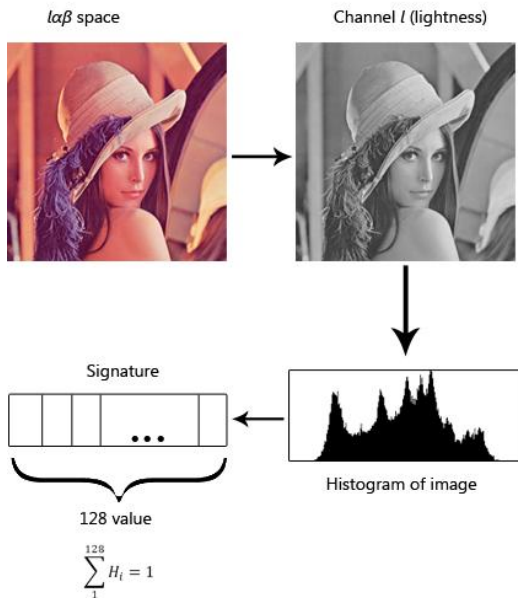 lαβ space
Channel l (lightness)
Signature
Histogram of image
128 value
128
∑ Hᵢ = 1
1